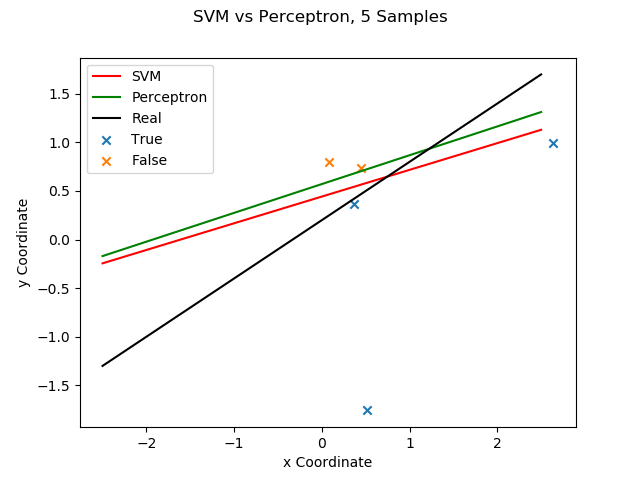 SVM vs Perceptron, 5 Samples
SVM
Perceptron
Real
True
False
1.5
1.0
0.5
0.0
−0.5
−1.0
−1.5
y Coordinate
−2
−1
0
1
2
x Coordinate